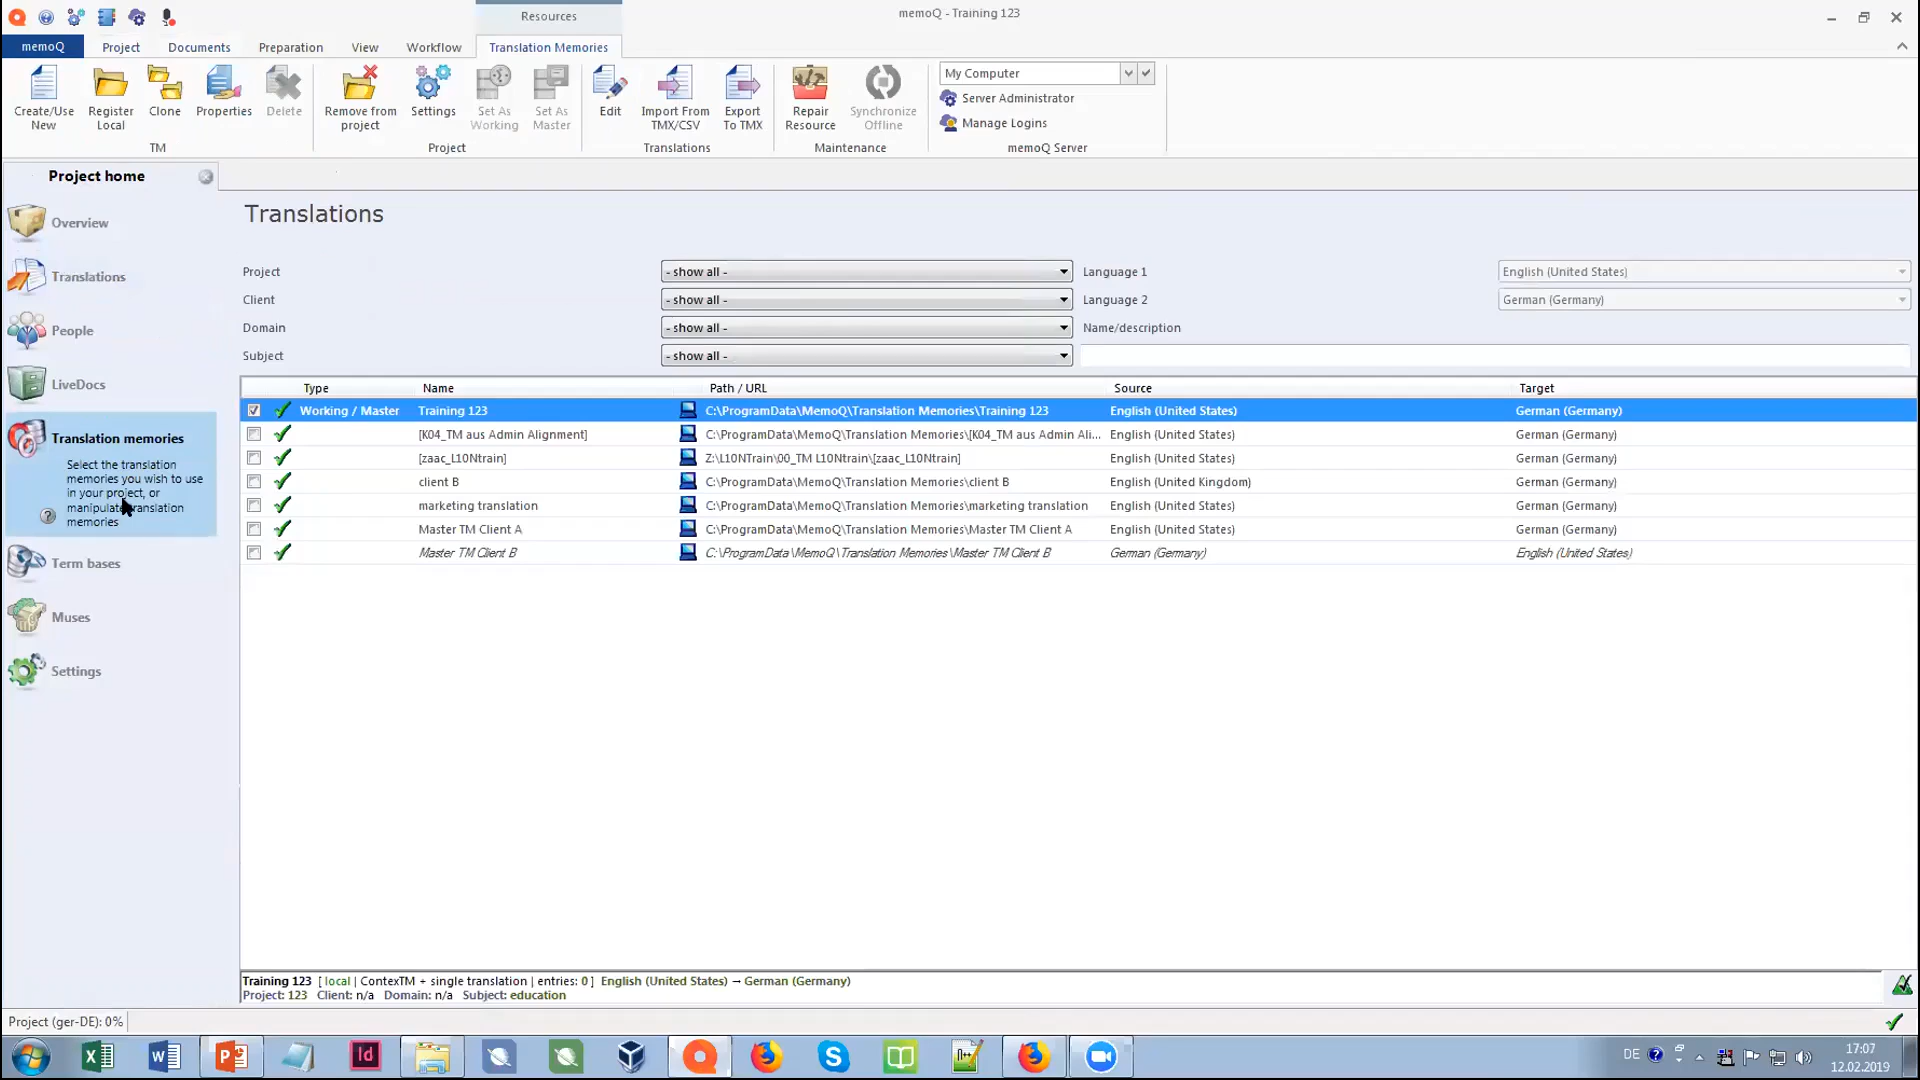 Resources
memoQ - Training 123
memoQ
Project
Documents
Preparation
View
Workflow
Translation Memories
Create/Use
New
Register
Local
Clone
Properties
Delete
TM
Remove from
project
Settings
Set As
Working
Set As
Master
Project
Edit
Import From
TMX/CSV
Export
To TMX
Translations
Repair
Resource
Synchronize
Offline
Maintenance
My Computer
Server Administrator
Manage Logins
memoQ Server
Project home
Overview
Translations
People
LiveDocs
Translation memories
Select the translation
memories you wish to use
in your project, or
manipulate translation
memories
Term bases
Muses
Settings
Translations
Project - show all - Language 1 English (United States)
Client - show all - Language 2 German (Germany)
Domain - show all - Name/description
Subject - show all -
Type Name Path / URL Source Target
Working / Master Training 123 C:\ProgramData\MemoQ\Translation Memories\Training 123 English (United States) German (Germany)
[K04_TM aus Admin Alignment] C:\ProgramData\MemoQ\Translation Memories\[K04_TM aus Admin Ali... English (United States) German (Germany)
[zaac_L10Ntrain] Z:\L10NTrain\00_TM L10Ntrain\[zaac_L10Ntrain] English (United States) German (Germany)
client B C:\ProgramData\MemoQ\Translation Memories\client B English (United Kingdom) German (Germany)
marketing translation C:\ProgramData\MemoQ\Translation Memories\marketing translation English (United States) German (Germany)
Master TM Client A C:\ProgramData\MemoQ\Translation Memories\Master TM Client A English (United States) German (Germany)
Master TM Client B C:\ProgramData\MemoQ\Translation Memories\Master TM Client B German (Germany) English (United States)
Training 123 [ local | ContexTM + single translation | entries: 0 ] English (United States) → German (Germany)
Project: 123 Client: n/a Domain: n/a Subject: education
Project (ger-DE): 0%
DE
17:07
12.02.2019